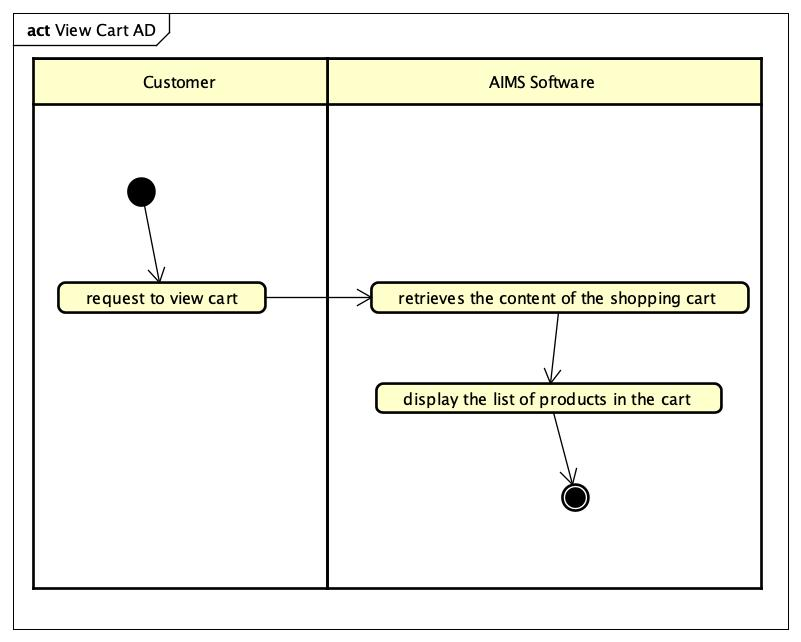 act View Cart AD
Customer
AIMS Software
request to view cart
retrieves the content of the shopping cart
display the list of products in the cart